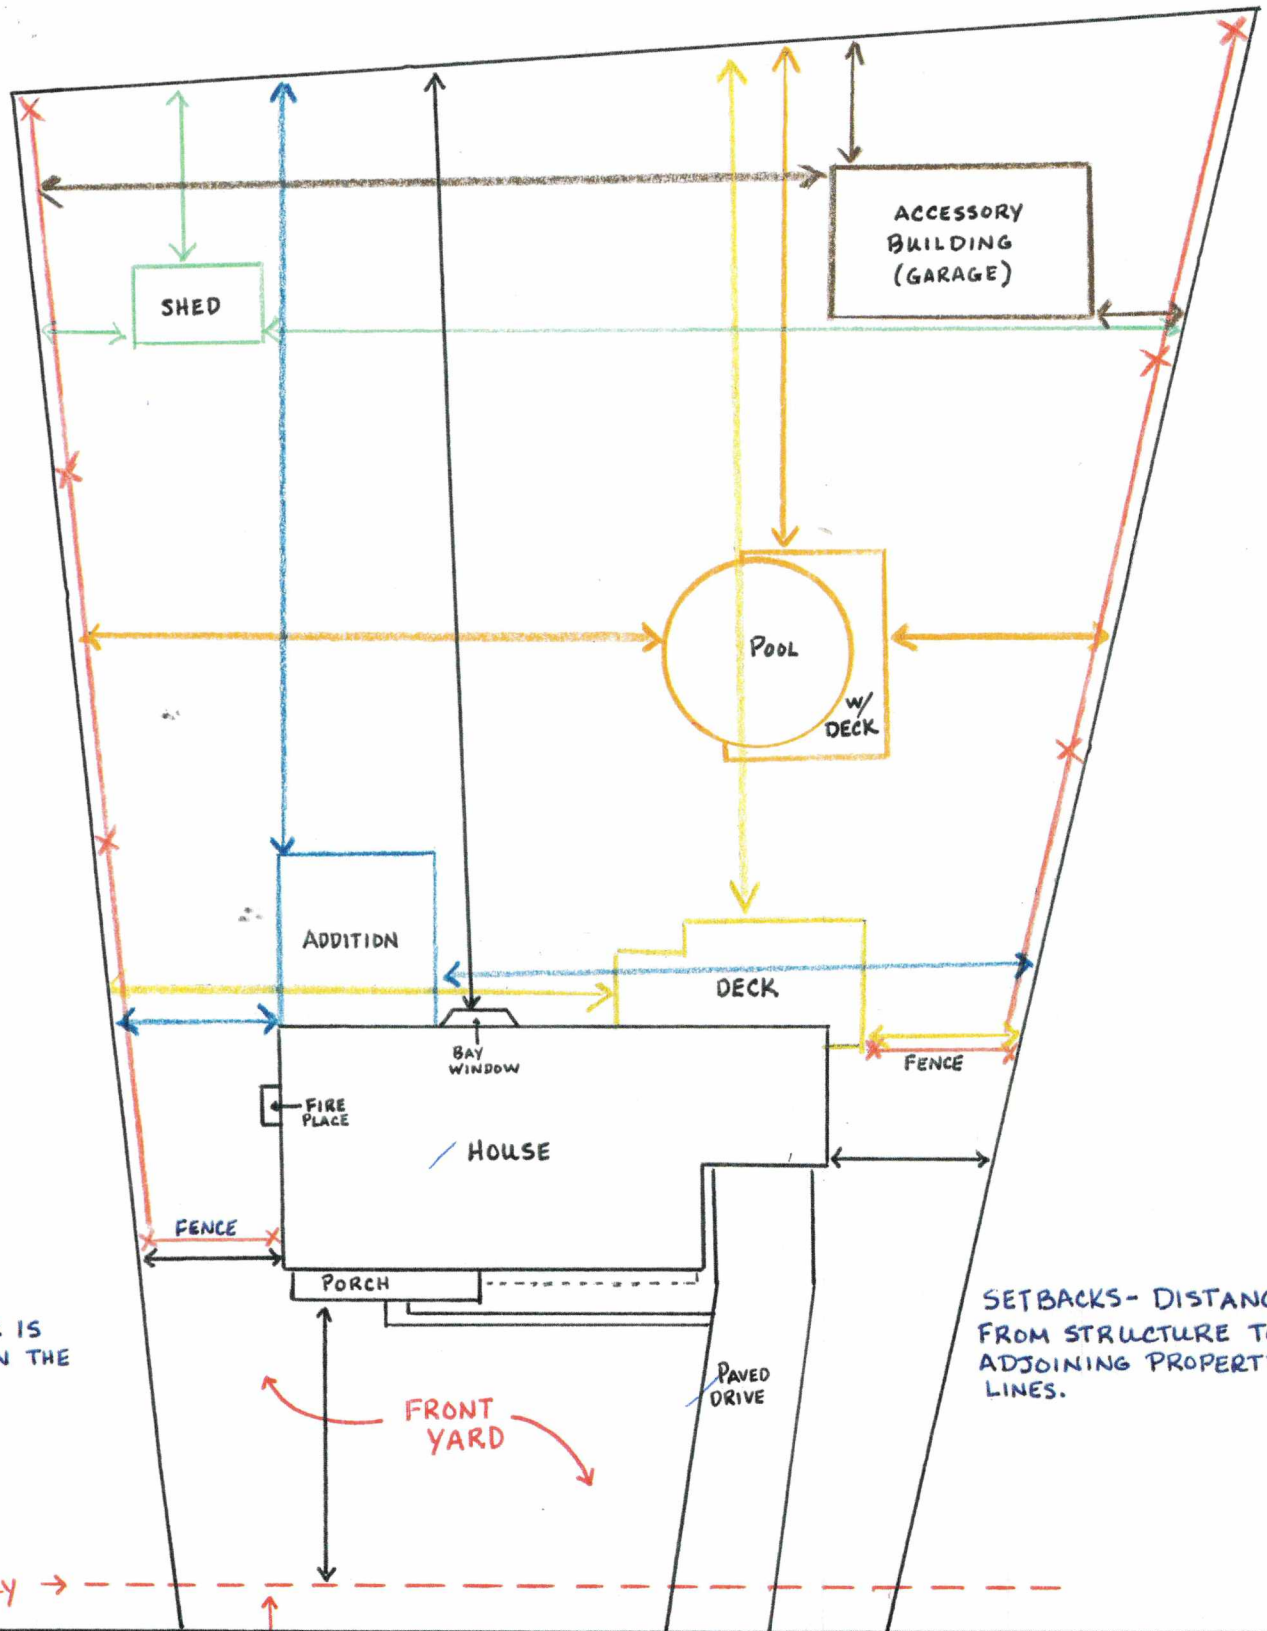 ACCESSORY
BUILDING
(GARAGE)
SHED
POOL
W/
DECK
ADDITION
DECK
BAY
WINDOW
FENCE
FIRE
PLACE
HOUSE
FENCE
PORCH
SETBACKS- DISTANC
FROM STRUCTURE T
ADJOINING PROPERT
LINES.
IS
N THE
PAVED
DRIVE
FRONT
YARD
Y